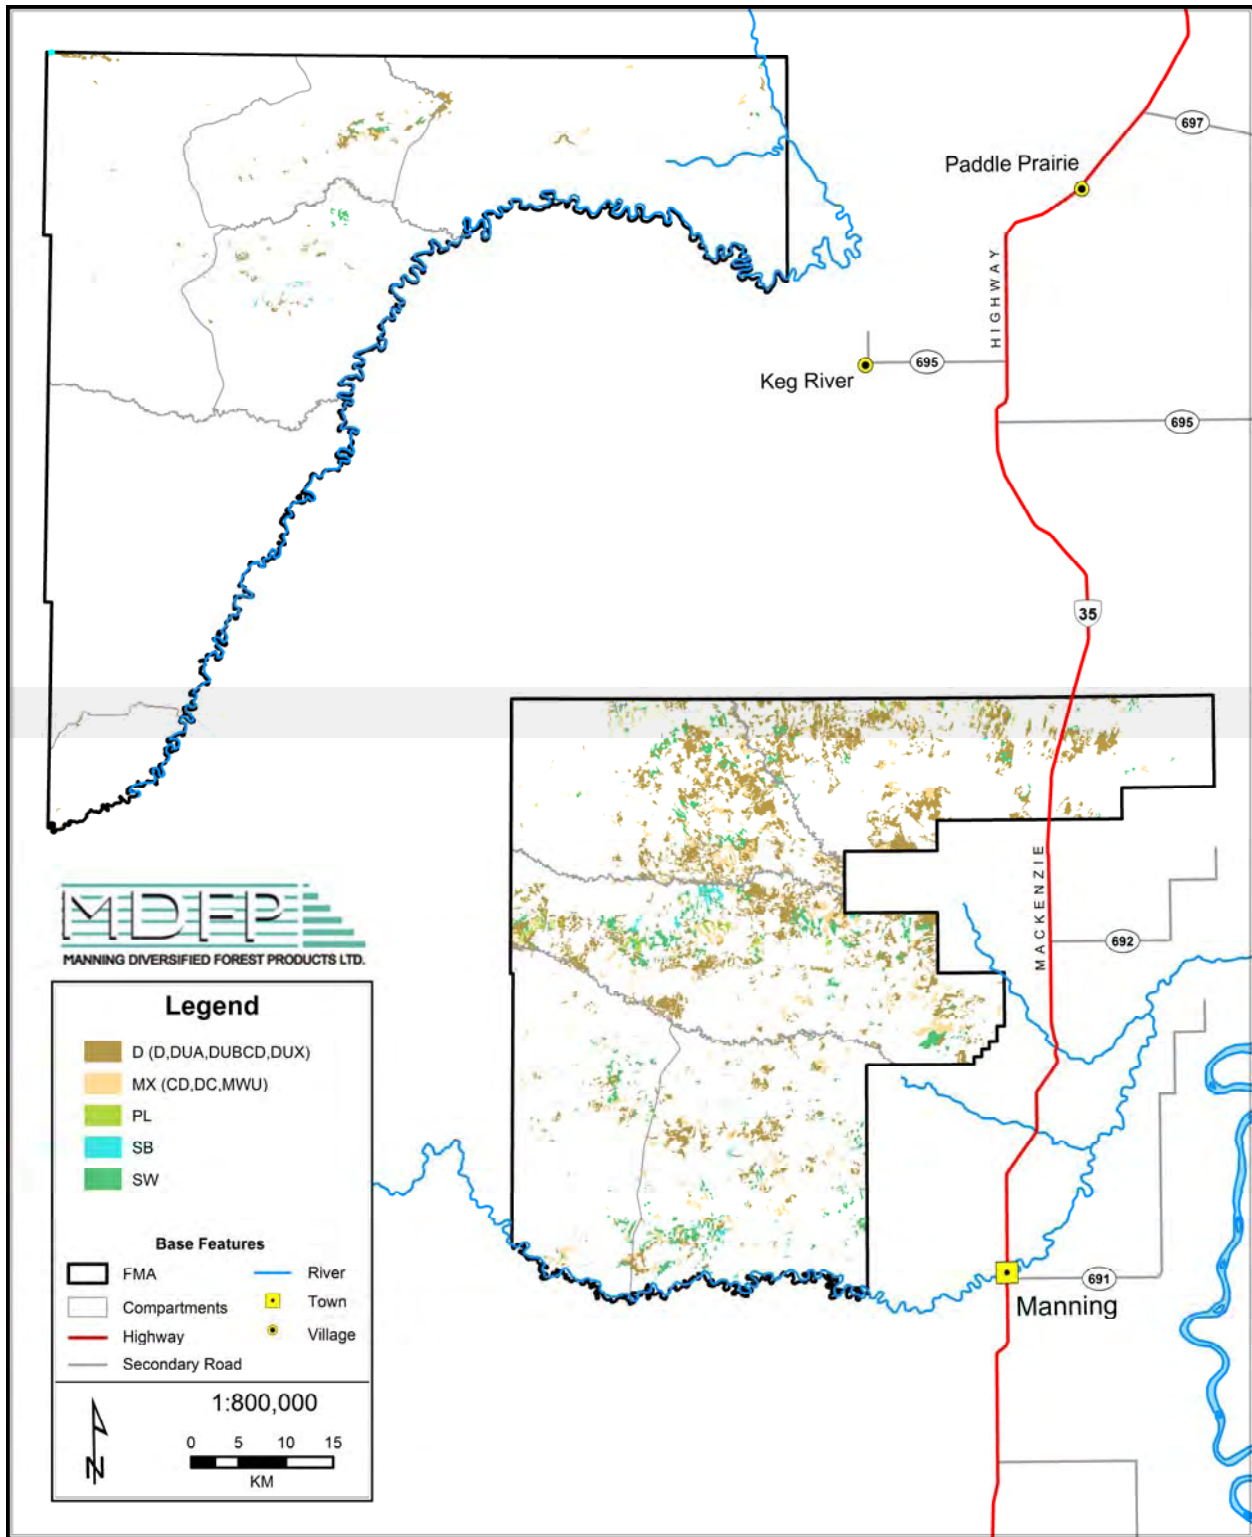 697
Paddle Prairie
HIGHWAY
695
Keg River
695
35
MACKENZIE
692
691
Manning
MDFP
MANNING DIVERSIFIED FOREST PRODUCTS LTD.
Legend
D (D,DUA,DUBCD,DUX)
MX (CD,DC,MWU)
PL
SB
SW
Base Features
FMA
River
Compartments
Town
Highway
Village
Secondary Road
1:800,000
0 5 10 15
KM
N